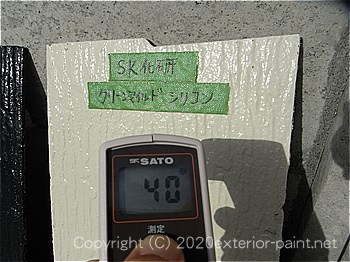 SK化研
クリーンマイルドシリコン
SK SATO
40°
測定
Copyright (C) 2020exterior-paint.net